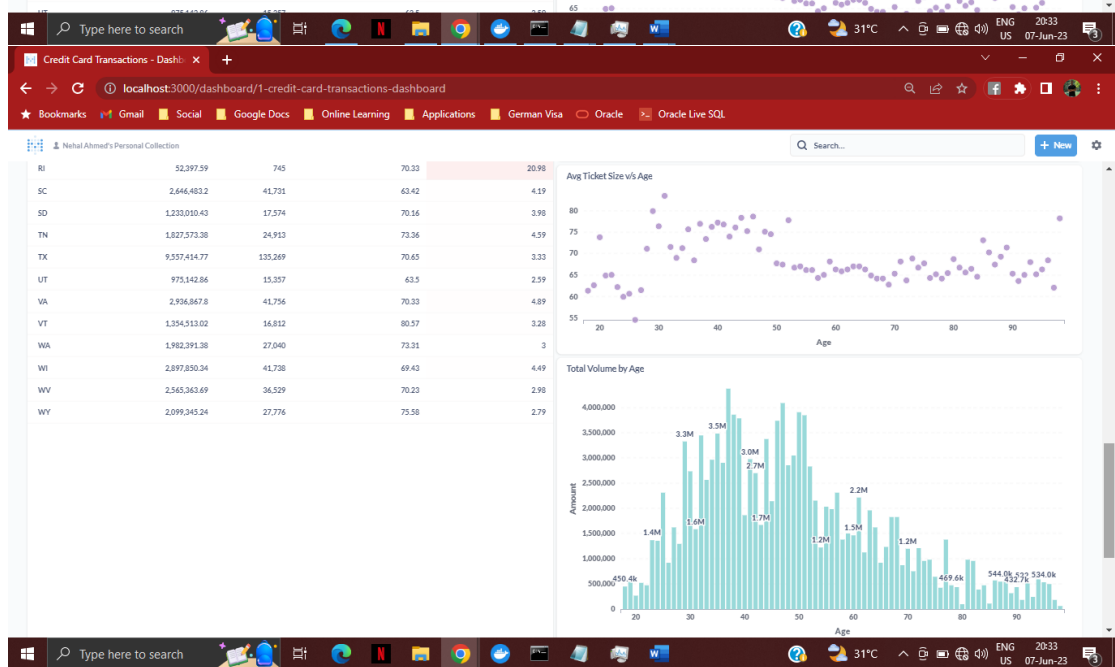 65
Type here to search
31°C
ENG 20:33
US 07-Jun-23
3
Credit Card Transactions - Dashb
localhost:3000/dashboard/1-credit-card-transactions-dashboard
Bookmarks Gmail Social Google Docs Online Learning Applications German Visa Oracle Oracle Live SQL
Nehal Ahmed's Personal Collection
Search...
+ New
RI 52,397.59 745 70.33 20.98
SC 2,646,483.2 41,731 63.42 4.19
SD 1,233,010.43 17,574 70.16 3.98
TN 1,827,573.38 24,913 73.36 4.59
TX 9,557,414.77 135,269 70.65 3.33
UT 975,142.86 15,357 63.5 2.59
VA 2,936,867.8 41,756 70.33 4.89
VT 1,354,513.02 16,812 80.57 3.28
WA 1,982,391.38 27,040 73.31 3
WI 2,897,850.34 41,738 69.43 4.49
WV 2,565,363.69 36,529 70.23 2.98
WY 2,099,345.24 27,776 75.58 2.79
Avg Ticket Size v/s Age
80
75
70
65
60
55
20 30 40 50 60 70 80 90
Age
Total Volume by Age
4,000,000
3,500,000
3,000,000
2,500,000
2,000,000
1,500,000
1,000,000
500,000
0
Amount
450.4k 1.4M 3.3M 1.6M 3.5M 3.0M 2.7M 1.7M 1.2M 1.5M 2.2M 1.2M 469.6k 544.0k 432.7k 534.0k
20 30 40 50 60 70 80 90
Age
Type here to search
31°C
ENG 20:33
US 07-Jun-23
3